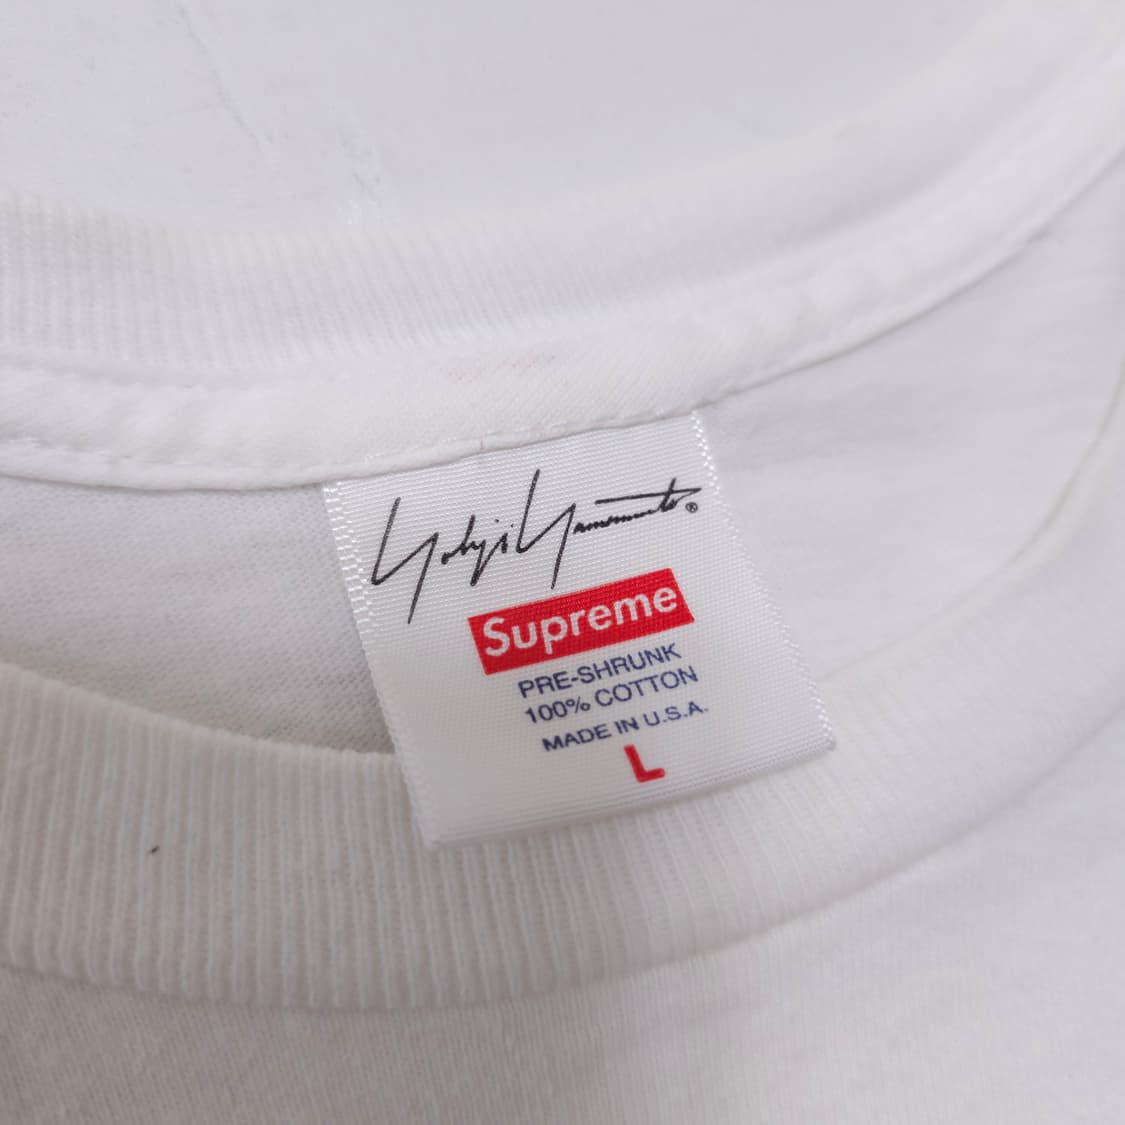 Yohji Yamamoto®
Supreme
PRE-SHRUNK
100% COTTON
MADE IN U.S.A.
L